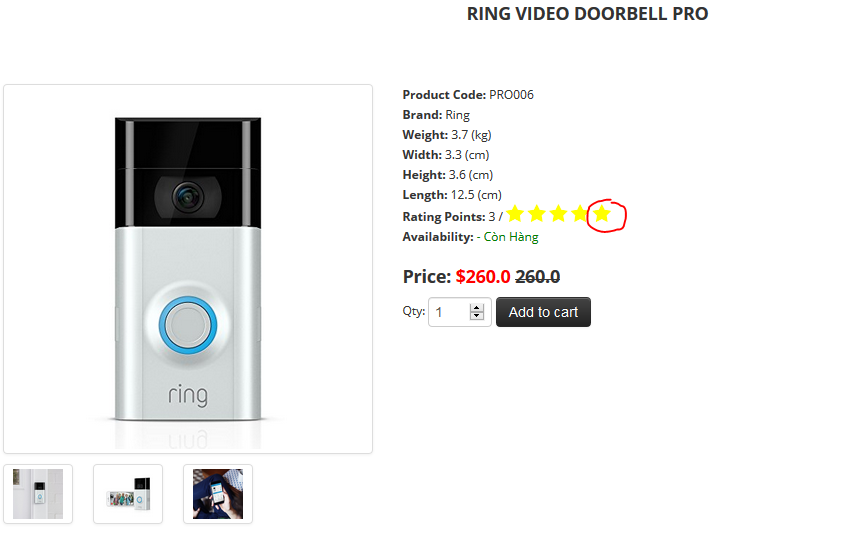 RING VIDEO DOORBELL PRO
Product Code: PRO006
Brand: Ring
Weight: 3.7 (kg)
Width: 3.3 (cm)
Height: 3.6 (cm)
Length: 12.5 (cm)
Rating Points: 3 /
Availability: - Còn Hàng
Price: $260.0 260.0
Qty: 1 Add to cart
ring